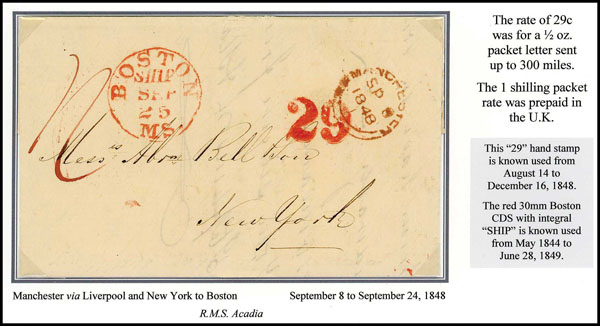 BOSTON
SHIP
SEP
25
MS
29
MANCHESTER
SP 8
1848
Mess.rs Abm Bell & Son
New York
The rate of 29c
was for a ½ oz.
packet letter sent
up to 300 miles.
The 1 shilling packet
rate was prepaid in
the U.K.
This “29” hand stamp
is known used from
August 14 to
December 16, 1848.
The red 30mm Boston
CDS with integral
“SHIP” is known used
from May 1844 to
June 28, 1849.
Manchester via Liverpool and New York to Boston
September 8 to September 24, 1848
R.M.S. Acadia